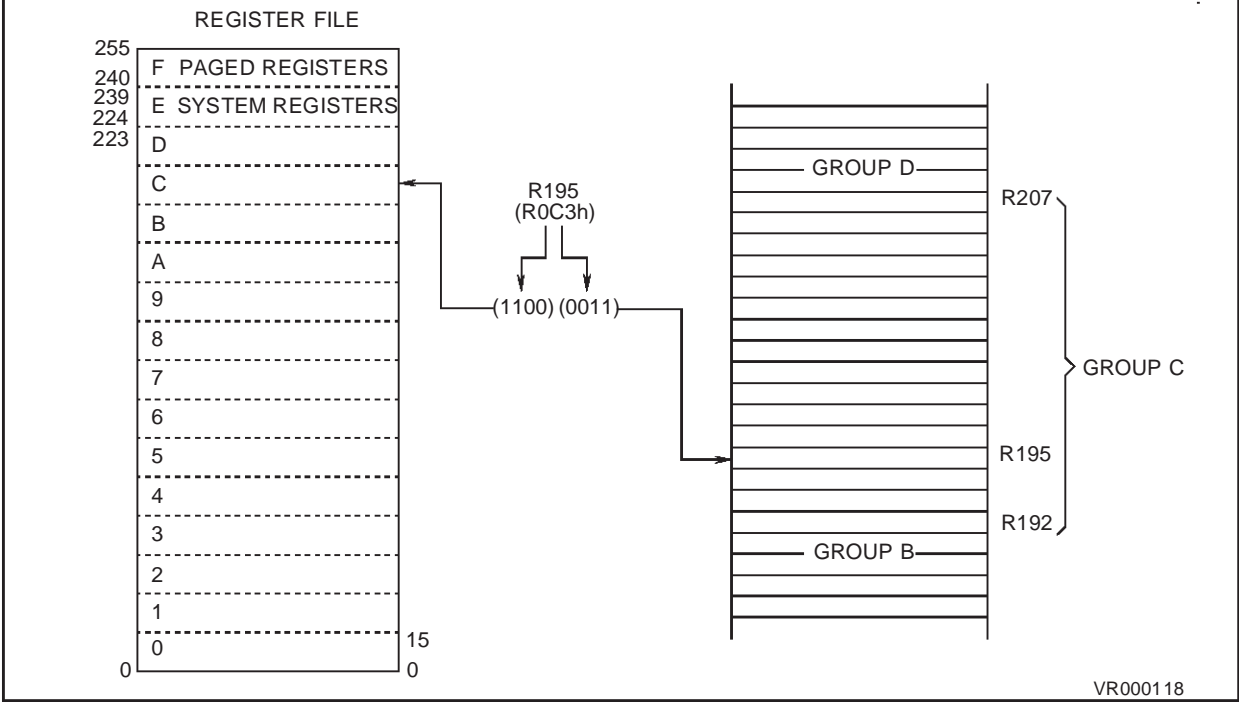 REGISTER FILE
255
F PAGED REGISTERS
240
239
E SYSTEM REGISTERS
224
223
D
C
B
A
9
8
7
6
5
4
3
2
1
0
15
0
0
R195
(R0C3h)
(1100) (0011)
GROUP D
R207
GROUP C
R195
R192
GROUP B
VR000118